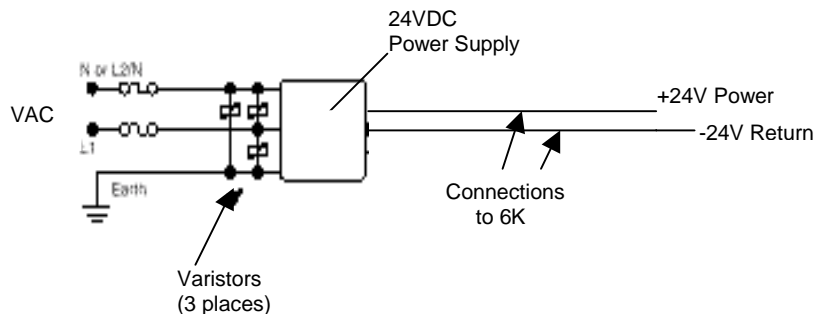 24VDC
Power Supply
N or L2/N
VAC
L1
Earth
+24V Power
-24V Return
Connections
to 6K
Varistors
(3 places)